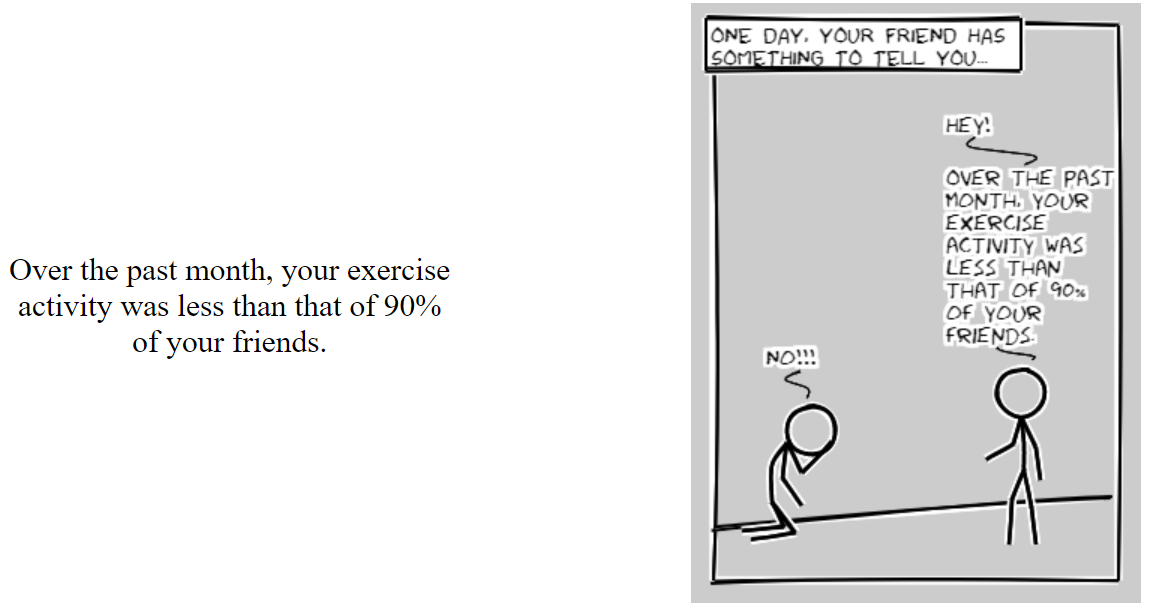 Over the past month, your exercise
activity was less than that of 90%
of your friends.
ONE DAY, YOUR FRIEND HAS
SOMETHING TO TELL YOU...
HEY!
OVER THE PAST
MONTH, YOUR
EXERCISE
ACTIVITY WAS
LESS THAN
THAT OF 90%
OF YOUR
FRIENDS.
NO!!!